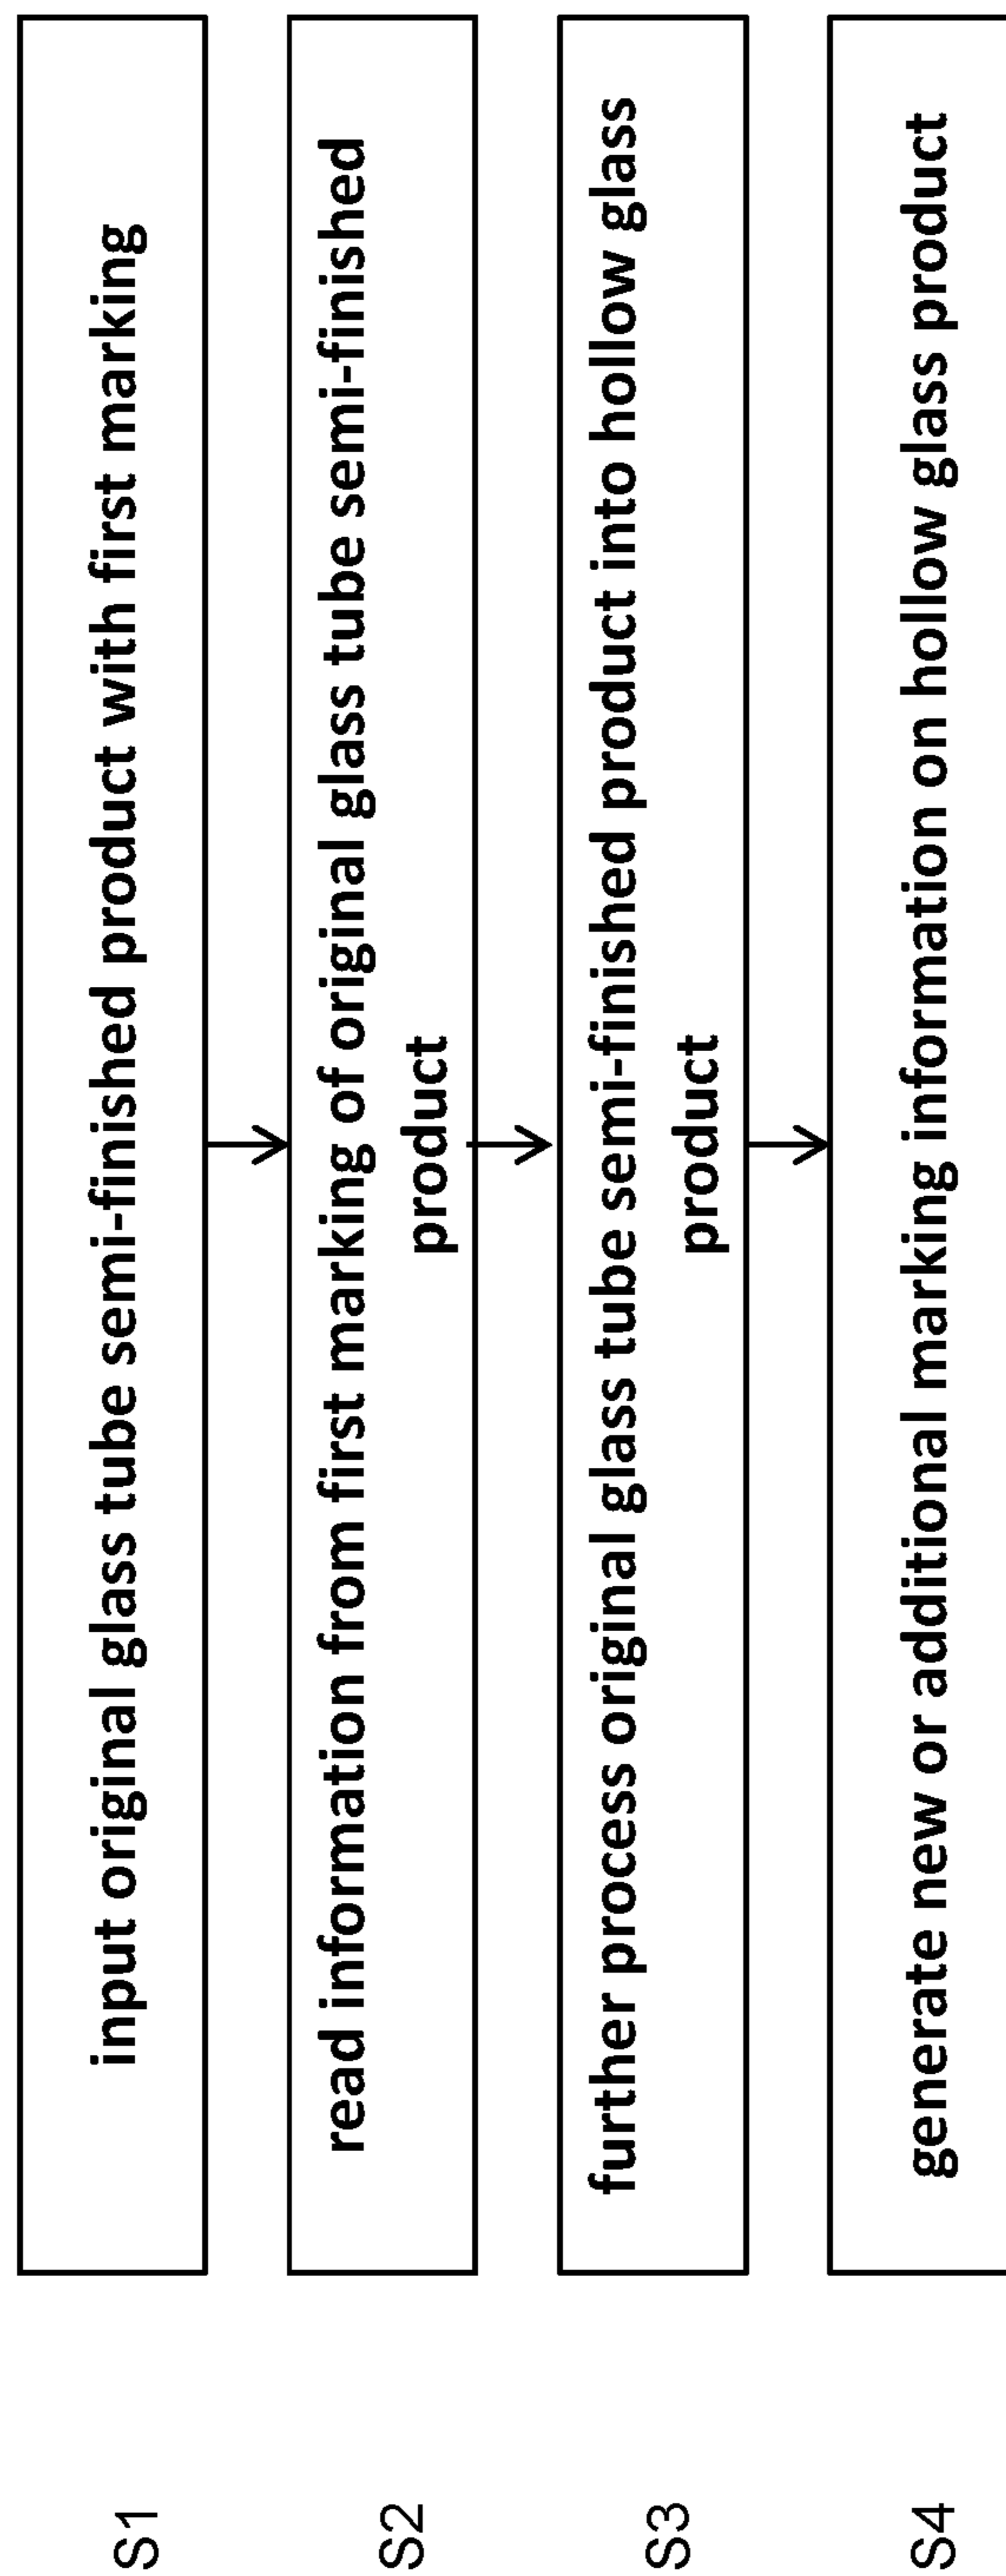 S1
input original glass tube semi-finished product with first marking
S2
read information from first marking of original glass tube semi-finished
product
S3
further process original glass tube semi-finished product into hollow glass
product
S4
generate new or additional marking information on hollow glass product